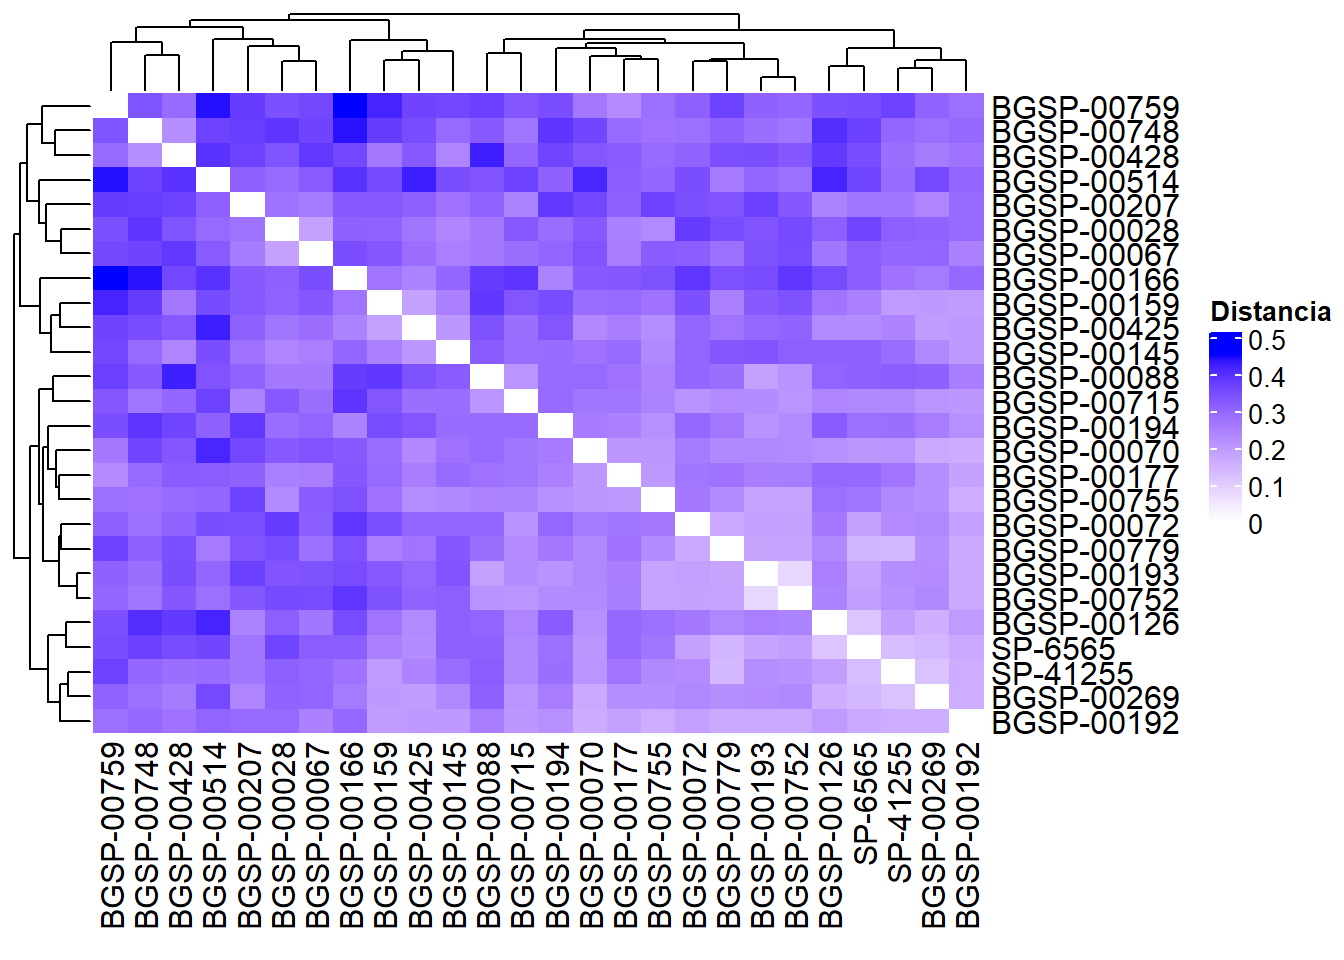 BGSP-00759
BGSP-00748
BGSP-00428
BGSP-00514
BGSP-00207
BGSP-00028
BGSP-00067
BGSP-00166
BGSP-00159
BGSP-00425
BGSP-00145
BGSP-00088
BGSP-00715
BGSP-00194
BGSP-00070
BGSP-00177
BGSP-00755
BGSP-00072
BGSP-00779
BGSP-00193
BGSP-00752
BGSP-00126
SP-6565
SP-41255
BGSP-00269
BGSP-00192
Distancia
0.5
0.4
0.3
0.2
0.1
0
BGSP-00759
BGSP-00748
BGSP-00428
BGSP-00514
BGSP-00207
BGSP-00028
BGSP-00067
BGSP-00166
BGSP-00159
BGSP-00425
BGSP-00145
BGSP-00088
BGSP-00715
BGSP-00194
BGSP-00070
BGSP-00177
BGSP-00755
BGSP-00072
BGSP-00779
BGSP-00193
BGSP-00752
BGSP-00126
SP-6565
SP-41255
BGSP-00269
BGSP-00192